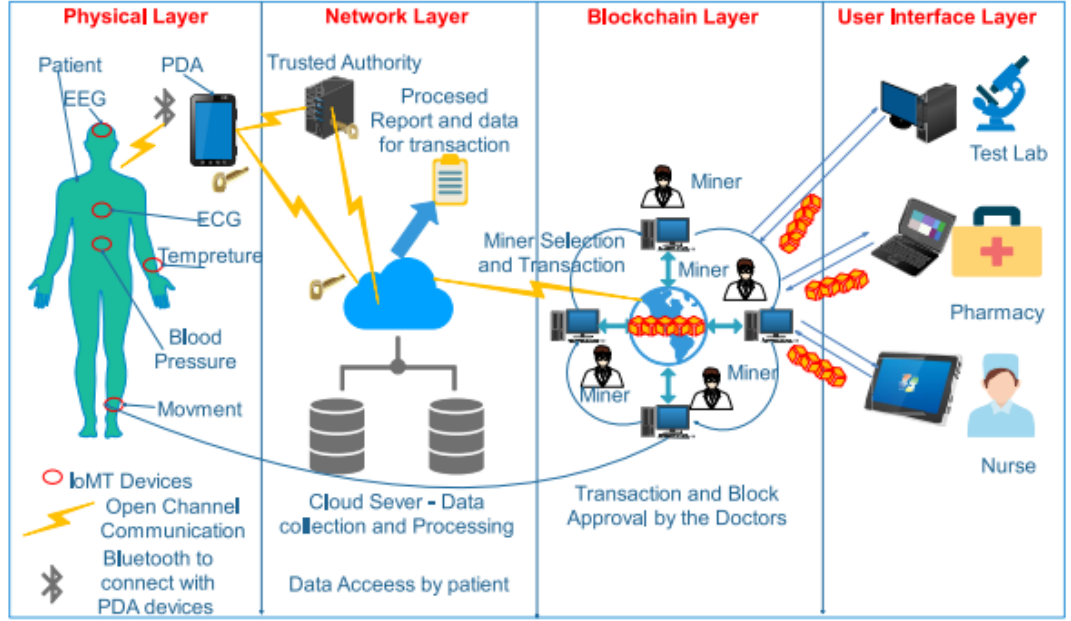 Physical Layer
Network Layer
Blockchain Layer
User Interface Layer
Patient
PDA
EEG
ECG
Tempreture
Blood
Pressure
Movment
IoMT Devices
Open Channel
Communication
Bluetooth to
connect with
PDA devices
Trusted Authority
Procesed
Report and data
for transaction
Cloud Sever - Data
collection and Processing
Data Acceess by patient
Miner
Miner Selection
and Transaction
Miner
Miner
Miner
Transaction and Block
Approval by the Doctors
Test Lab
Pharmacy
Nurse